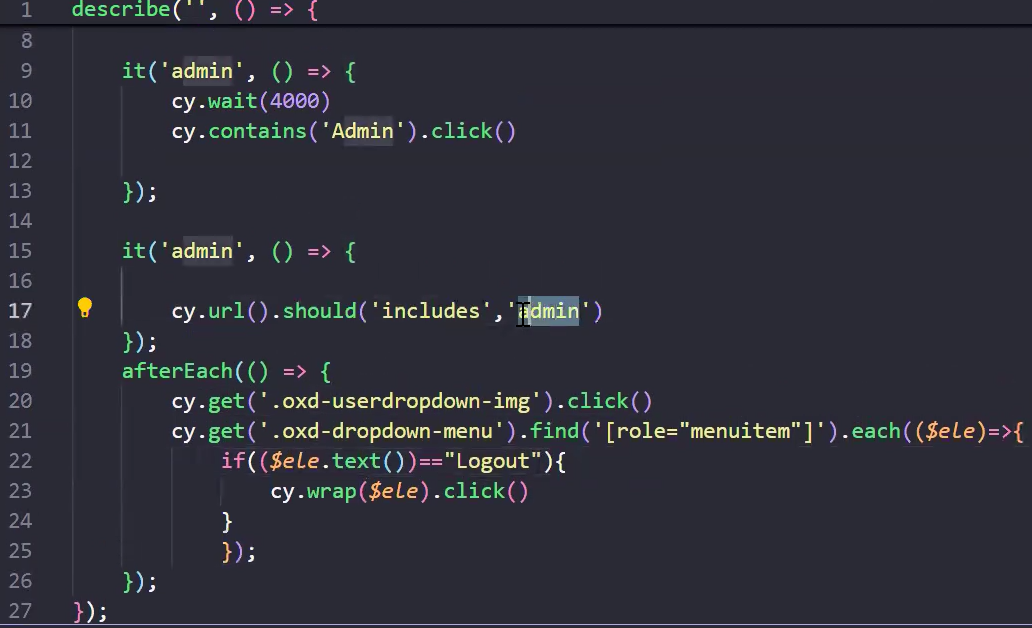 1 describe('', () => {
8
9 it('admin', () => {
10 cy.wait(4000)
11 cy.contains('Admin').click()
12
13 });
14
15 it('admin', () => {
16
17 cy.url().should('includes','admin')
18 });
19 afterEach(() => {
20 cy.get('.oxd-userdropdown-img').click()
21 cy.get('.oxd-dropdown-menu').find('[role="menuitem"]').each(($ele)=>{
22 if(($ele.text())=="Logout"){
23 cy.wrap($ele).click()
24 }
25 });
26 });
27 });